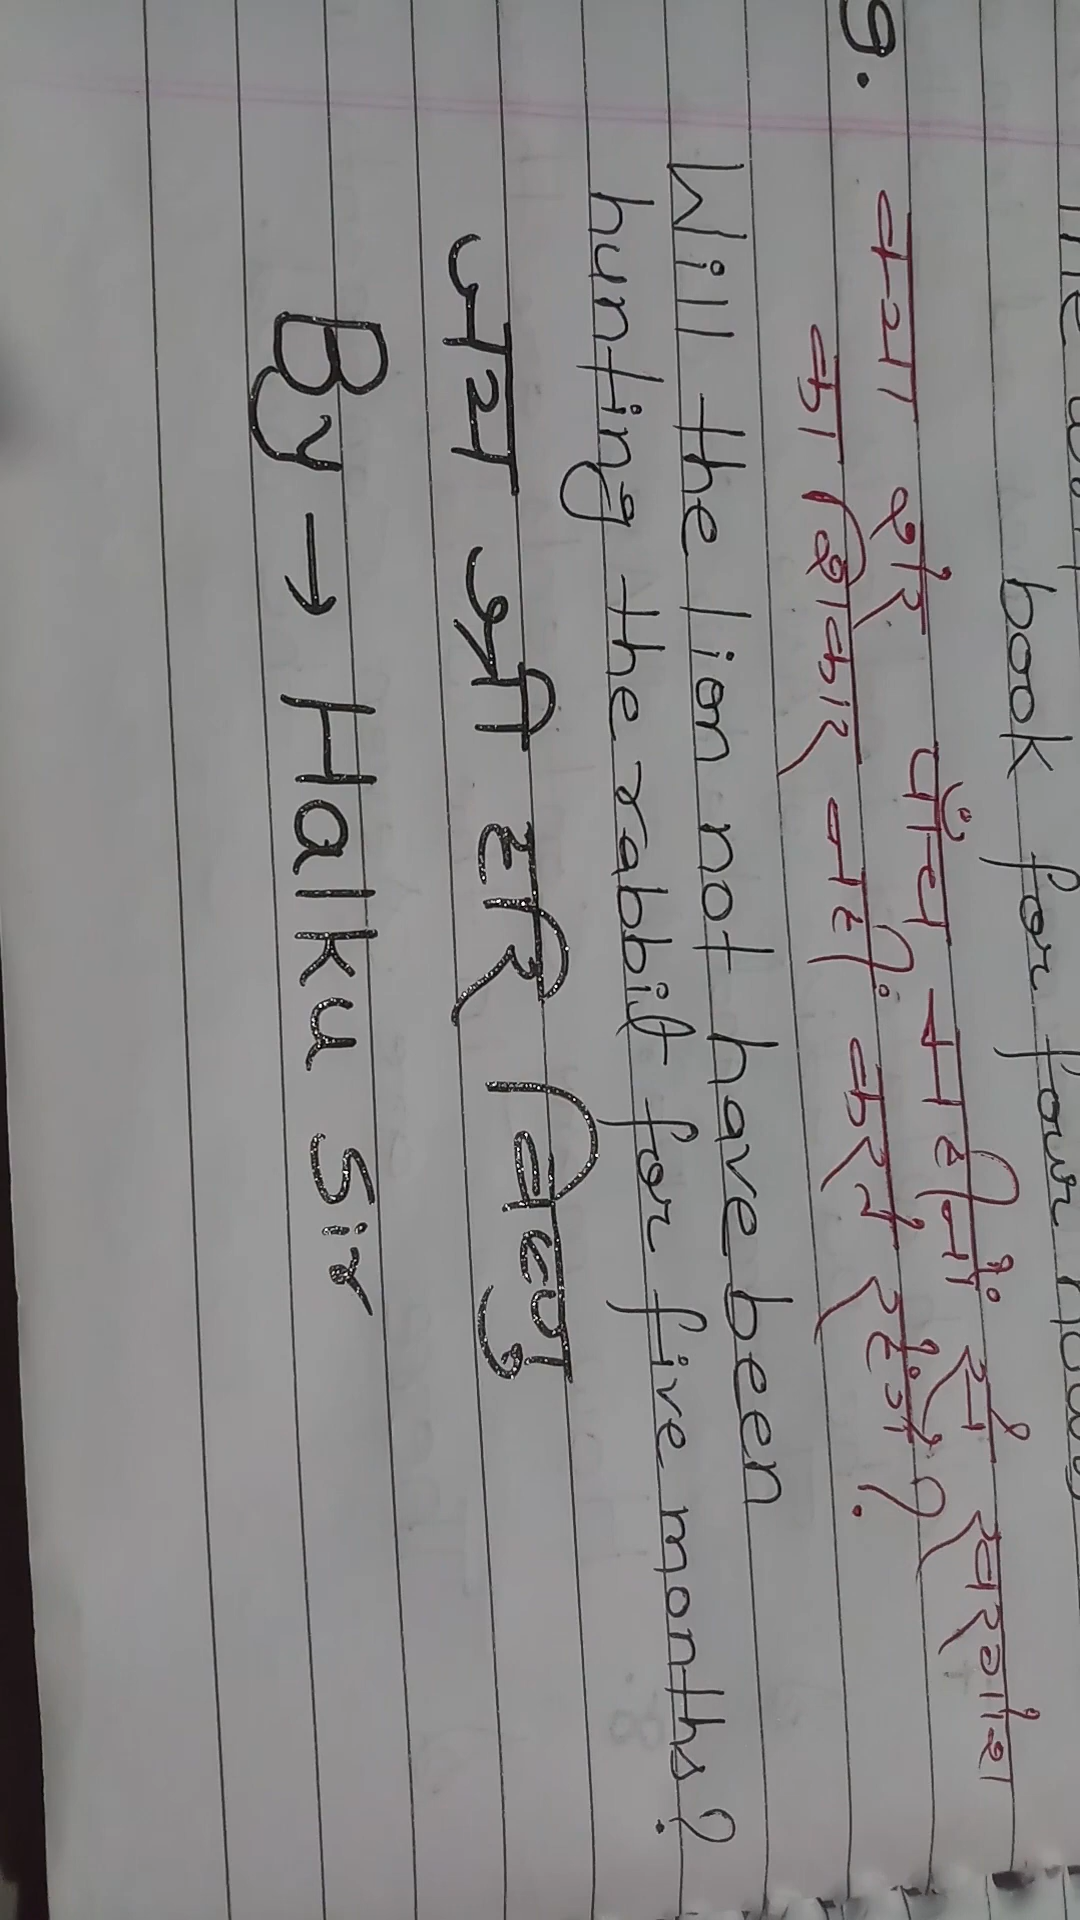 book for four
9. क्या शेर पाँच महीनों से खरगोश
का शिकार नहीं करते रहेंगे?
Will the lion not have been
hunting the rabbit for five months?
जय श्री हरि विष्णु
By → Halku Sir